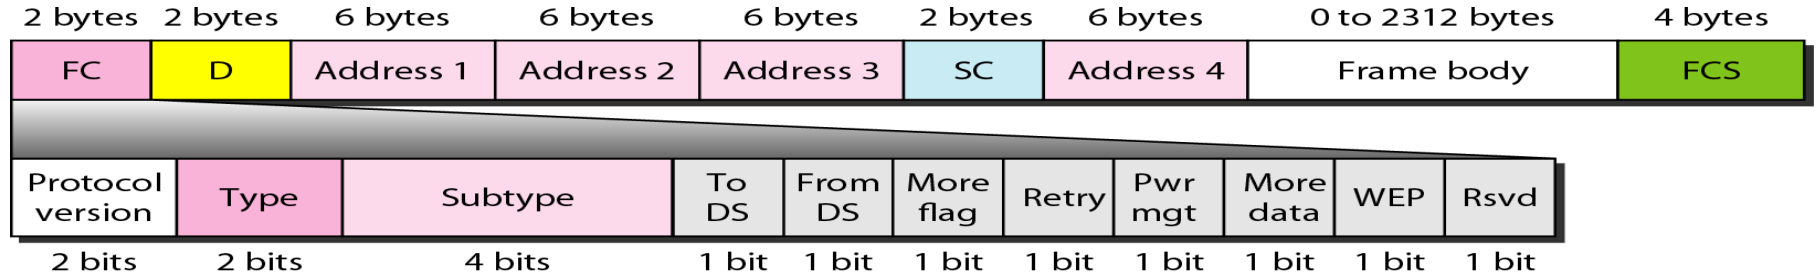 2 bytes 2 bytes 6 bytes 6 bytes 6 bytes 2 bytes 6 bytes 0 to 2312 bytes 4 bytes
FC D Address 1 Address 2 Address 3 SC Address 4 Frame body FCS
Protocol version Type Subtype To DS From DS More flag Retry Pwr mgt More data WEP Rsvd
2 bits 2 bits 4 bits 1 bit 1 bit 1 bit 1 bit 1 bit 1 bit 1 bit 1 bit